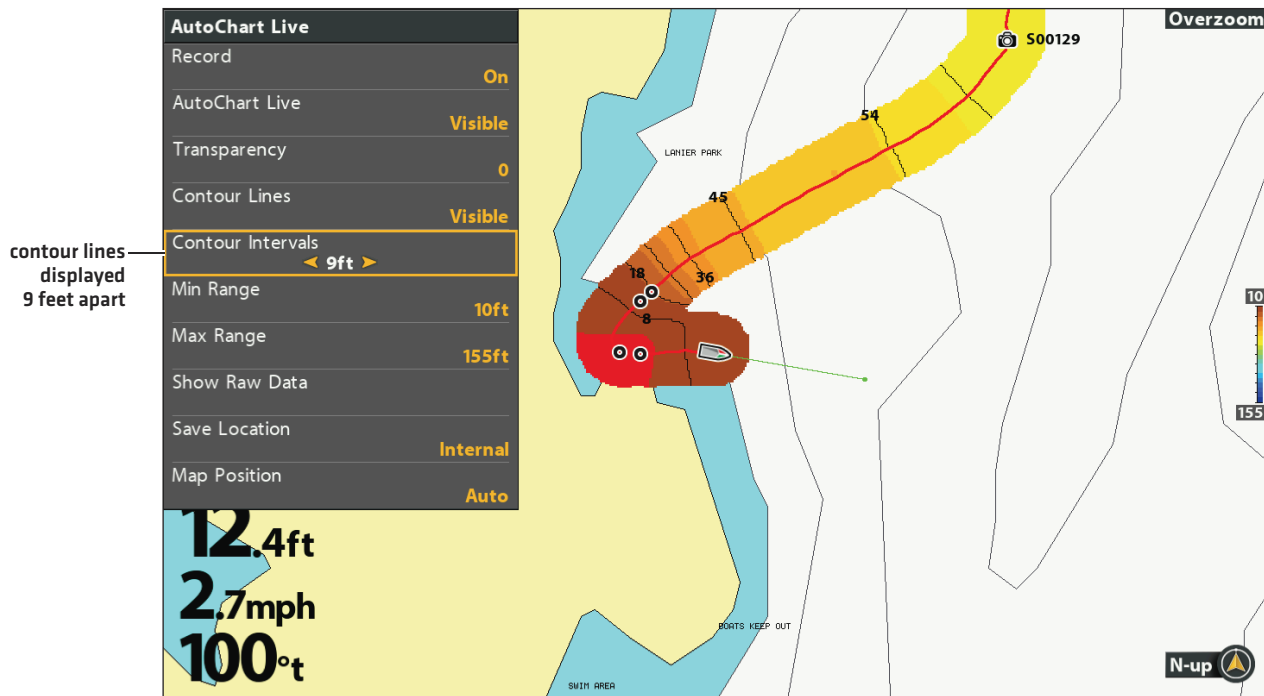 contour lines
displayed
9 feet apart
AutoChart Live
Record
On
AutoChart Live
Visible
Transparency
0
Contour Lines
Visible
Contour Intervals
9ft
Min Range
10ft
Max Range
155ft
Show Raw Data
Save Location
Internal
Map Position
Auto
12.4ft
2.7mph
100°t
Overzoom
S00129
54
LANIER PARK
45
18
36
8
10
155
BOATS KEEP OUT
SWIM AREA
N-up